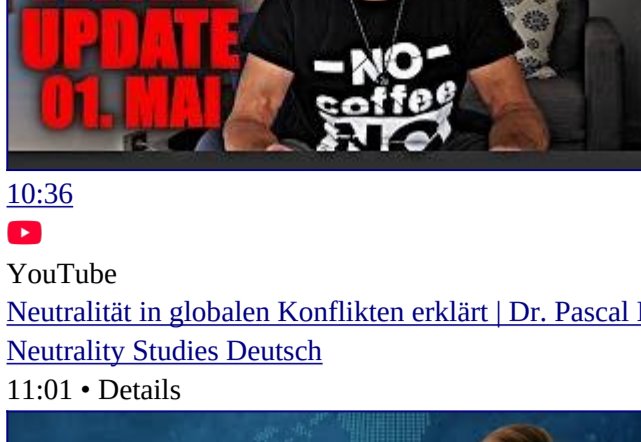 UPDATE
01. MAI
-NO-
coffee
10:36
YouTube
Neutralität in globalen Konflikten erklärt | Dr. Pascal
Neutrality Studies Deutsch
11:01 • Details